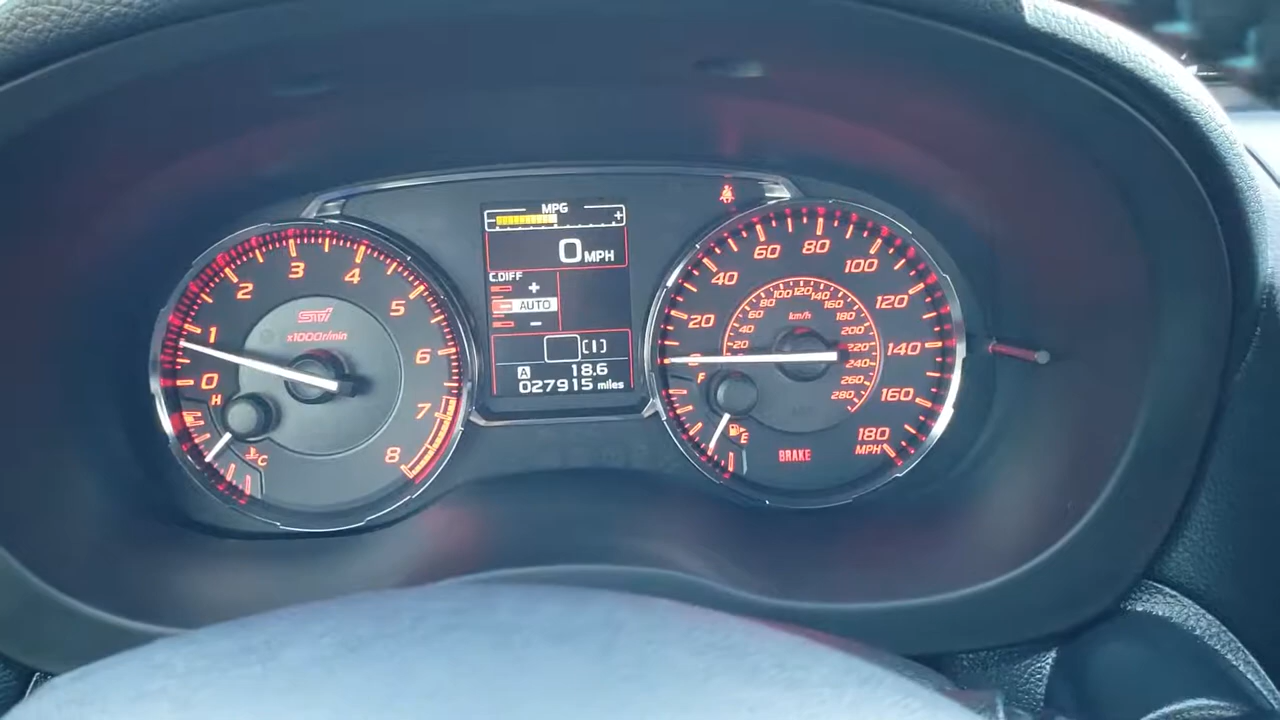 STI
x1000r/min
0
1
2
3
4
5
6
7
8
H
C
MPG
- +
0 MPH
C.DIFF
+
AUTO
-
[1]
A 18.6
027915 miles
0
20
40
60
80
100
120
140
160
180
MPH
km/h
20
40
60
80
100
120
140
160
180
200
220
240
260
280
F
E
BRAKE